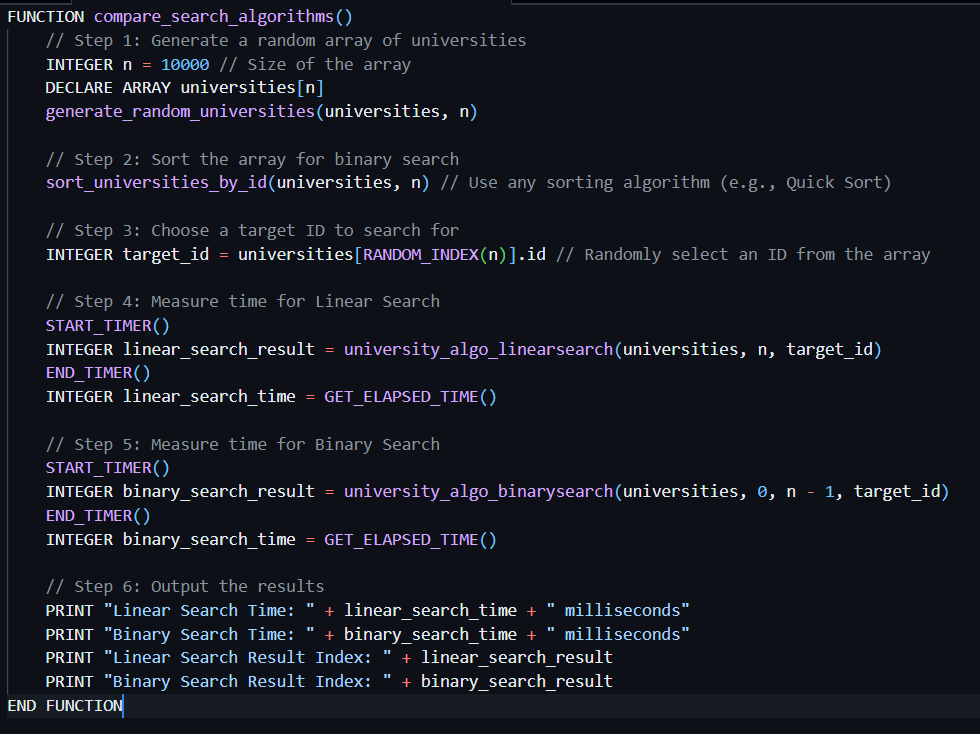 FUNCTION compare_search_algorithms()
    // Step 1: Generate a random array of universities
    INTEGER n = 10000 // Size of the array
    DECLARE ARRAY universities[n]
    generate_random_universities(universities, n)

    // Step 2: Sort the array for binary search
    sort_universities_by_id(universities, n) // Use any sorting algorithm (e.g., Quick Sort)

    // Step 3: Choose a target ID to search for
    INTEGER target_id = universities[RANDOM_INDEX(n)].id // Randomly select an ID from the array

    // Step 4: Measure time for Linear Search
    START_TIMER()
    INTEGER linear_search_result = university_algo_linearsearch(universities, n, target_id)
    END_TIMER()
    INTEGER linear_search_time = GET_ELAPSED_TIME()

    // Step 5: Measure time for Binary Search
    START_TIMER()
    INTEGER binary_search_result = university_algo_binarysearch(universities, 0, n - 1, target_id)
    END_TIMER()
    INTEGER binary_search_time = GET_ELAPSED_TIME()

    // Step 6: Output the results
    PRINT "Linear Search Time: " + linear_search_time + " milliseconds"
    PRINT "Binary Search Time: " + binary_search_time + " milliseconds"
    PRINT "Linear Search Result Index: " + linear_search_result
    PRINT "Binary Search Result Index: " + binary_search_result
END FUNCTION